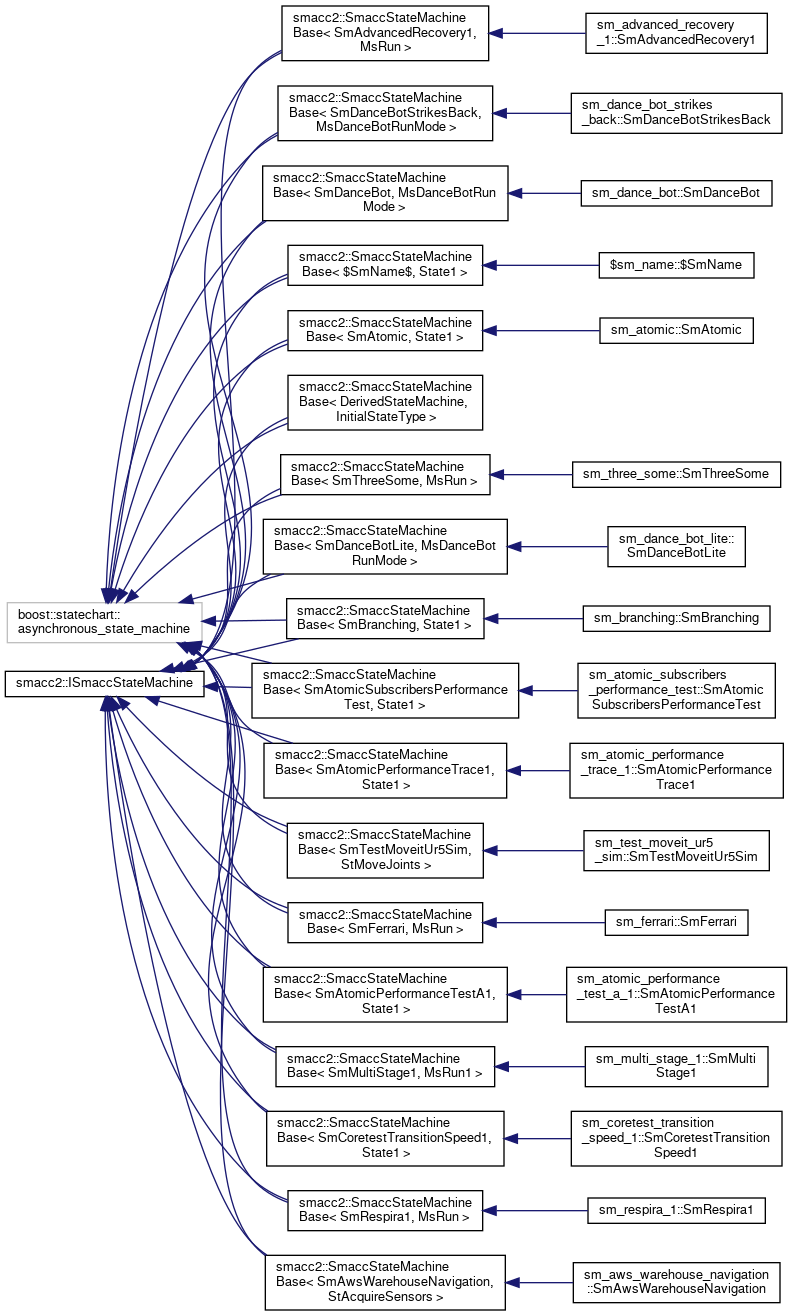 smacc2::SmaccStateMachine
Base< SmAdvancedRecovery1,
MsRun >
sm_advanced_recovery
_1::SmAdvancedRecovery1
smacc2::SmaccStateMachine
Base< SmDanceBotStrikesBack,
MsDanceBotRunMode >
sm_dance_bot_strikes
_back::SmDanceBotStrikesBack
smacc2::SmaccStateMachine
Base< SmDanceBot, MsDanceBotRun
Mode >
sm_dance_bot::SmDanceBot
smacc2::SmaccStateMachine
Base< $SmName$, State1 >
$sm_name::$SmName
smacc2::SmaccStateMachine
Base< SmAtomic, State1 >
sm_atomic::SmAtomic
smacc2::SmaccStateMachine
Base< DerivedStateMachine,
InitialStateType >
smacc2::SmaccStateMachine
Base< SmThreeSome, MsRun >
sm_three_some::SmThreeSome
smacc2::SmaccStateMachine
Base< SmDanceBotLite, MsDanceBot
RunMode >
sm_dance_bot_lite::
SmDanceBotLite
boost::statechart::
asynchronous_state_machine
smacc2::SmaccStateMachine
Base< SmBranching, State1 >
sm_branching::SmBranching
smacc2::ISmaccStateMachine
smacc2::SmaccStateMachine
Base< SmAtomicSubscribersPerformance
Test, State1 >
sm_atomic_subscribers
_performance_test::SmAtomic
SubscribersPerformanceTest
smacc2::SmaccStateMachine
Base< SmAtomicPerformanceTrace1,
State1 >
sm_atomic_performance
_trace_1::SmAtomicPerformance
Trace1
smacc2::SmaccStateMachine
Base< SmTestMoveitUr5Sim,
StMoveJoints >
sm_test_moveit_ur5
_sim::SmTestMoveitUr5Sim
smacc2::SmaccStateMachine
Base< SmFerrari, MsRun >
sm_ferrari::SmFerrari
smacc2::SmaccStateMachine
Base< SmAtomicPerformanceTestA1,
State1 >
sm_atomic_performance
_test_a_1::SmAtomicPerformance
TestA1
smacc2::SmaccStateMachine
Base< SmMultiStage1, MsRun1 >
sm_multi_stage_1::SmMulti
Stage1
smacc2::SmaccStateMachine
Base< SmCoretestTransitionSpeed1,
State1 >
sm_coretest_transition
_speed_1::SmCoretestTransition
Speed1
smacc2::SmaccStateMachine
Base< SmRespira1, MsRun >
sm_respira_1::SmRespira1
smacc2::SmaccStateMachine
Base< SmAwsWarehouseNavigation,
StAcquireSensors >
sm_aws_warehouse_navigation
::SmAwsWarehouseNavigation